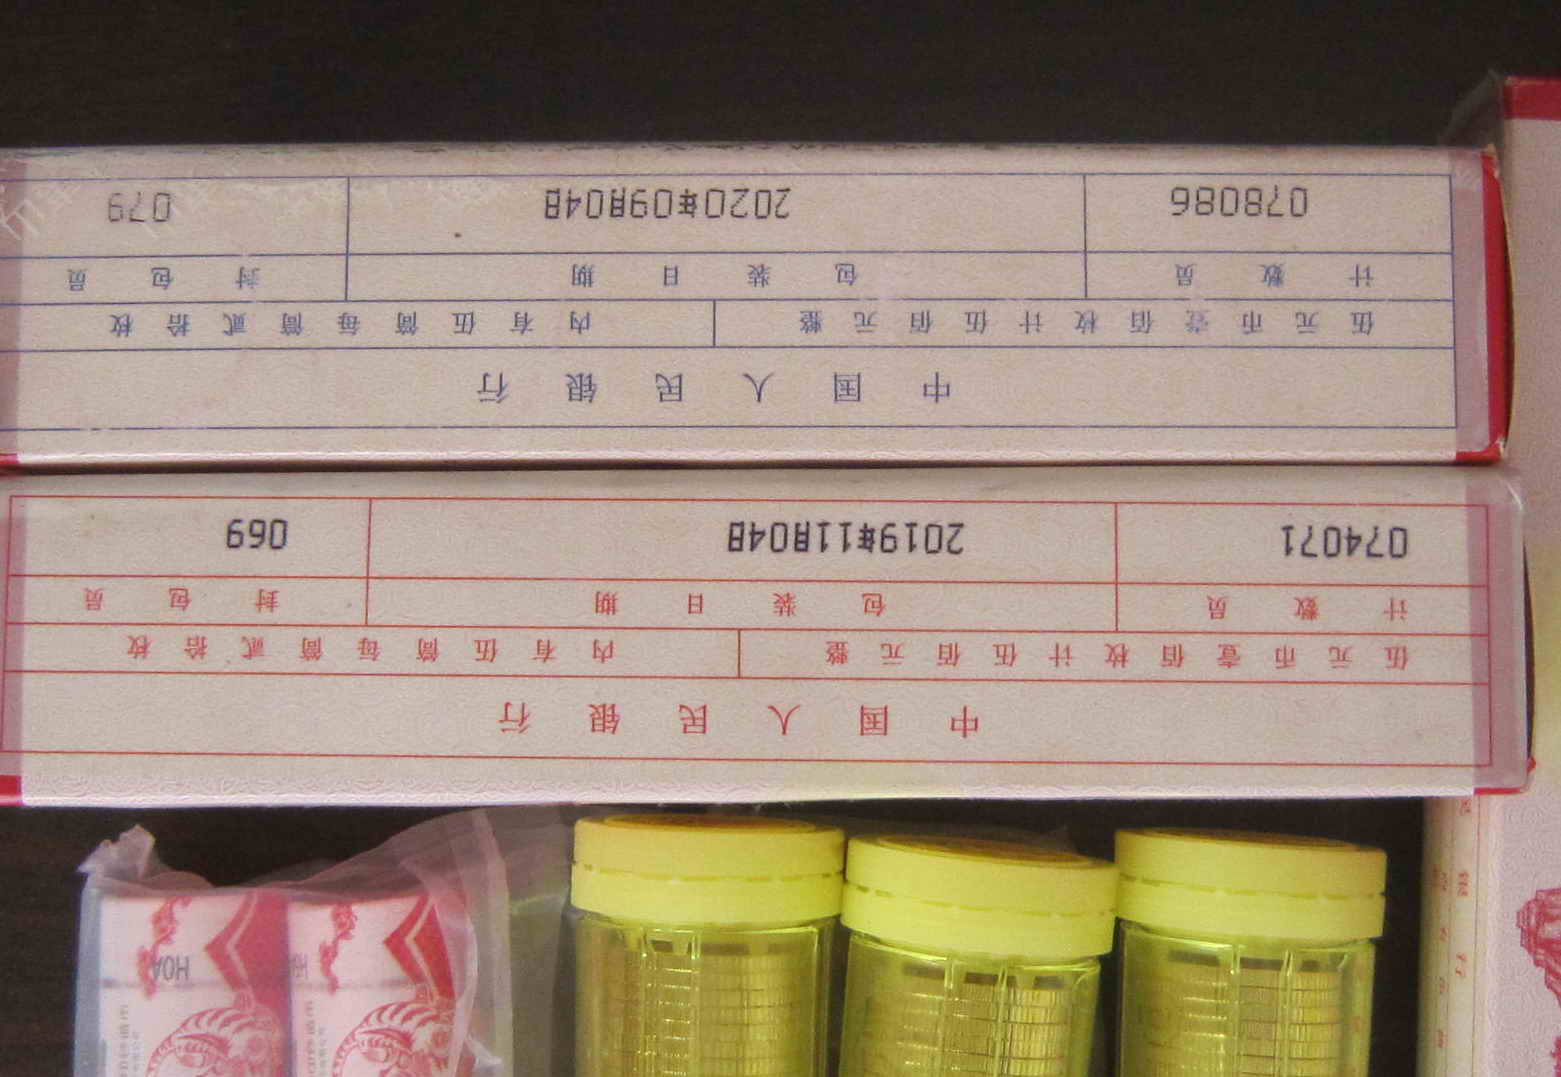 中国人民银行
伍元币壹佰枚计伍佰元整 内有伍筒每筒贰拾枚
计数员 包装日期 封包员
074071 2019年11月04日 069
中国人民银行
伍元币壹佰枚计伍佰元整 内有伍筒每筒贰拾枚
计数员 包装日期 封包员
078086 2020年09月04日 079